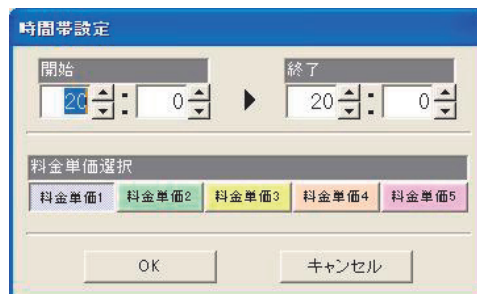 時間帯設定
開始 終了
20 : 0 ▶ 20 : 0
料金単価選択
料金単価1 料金単価2 料金単価3 料金単価4 料金単価5
OK キャンセル